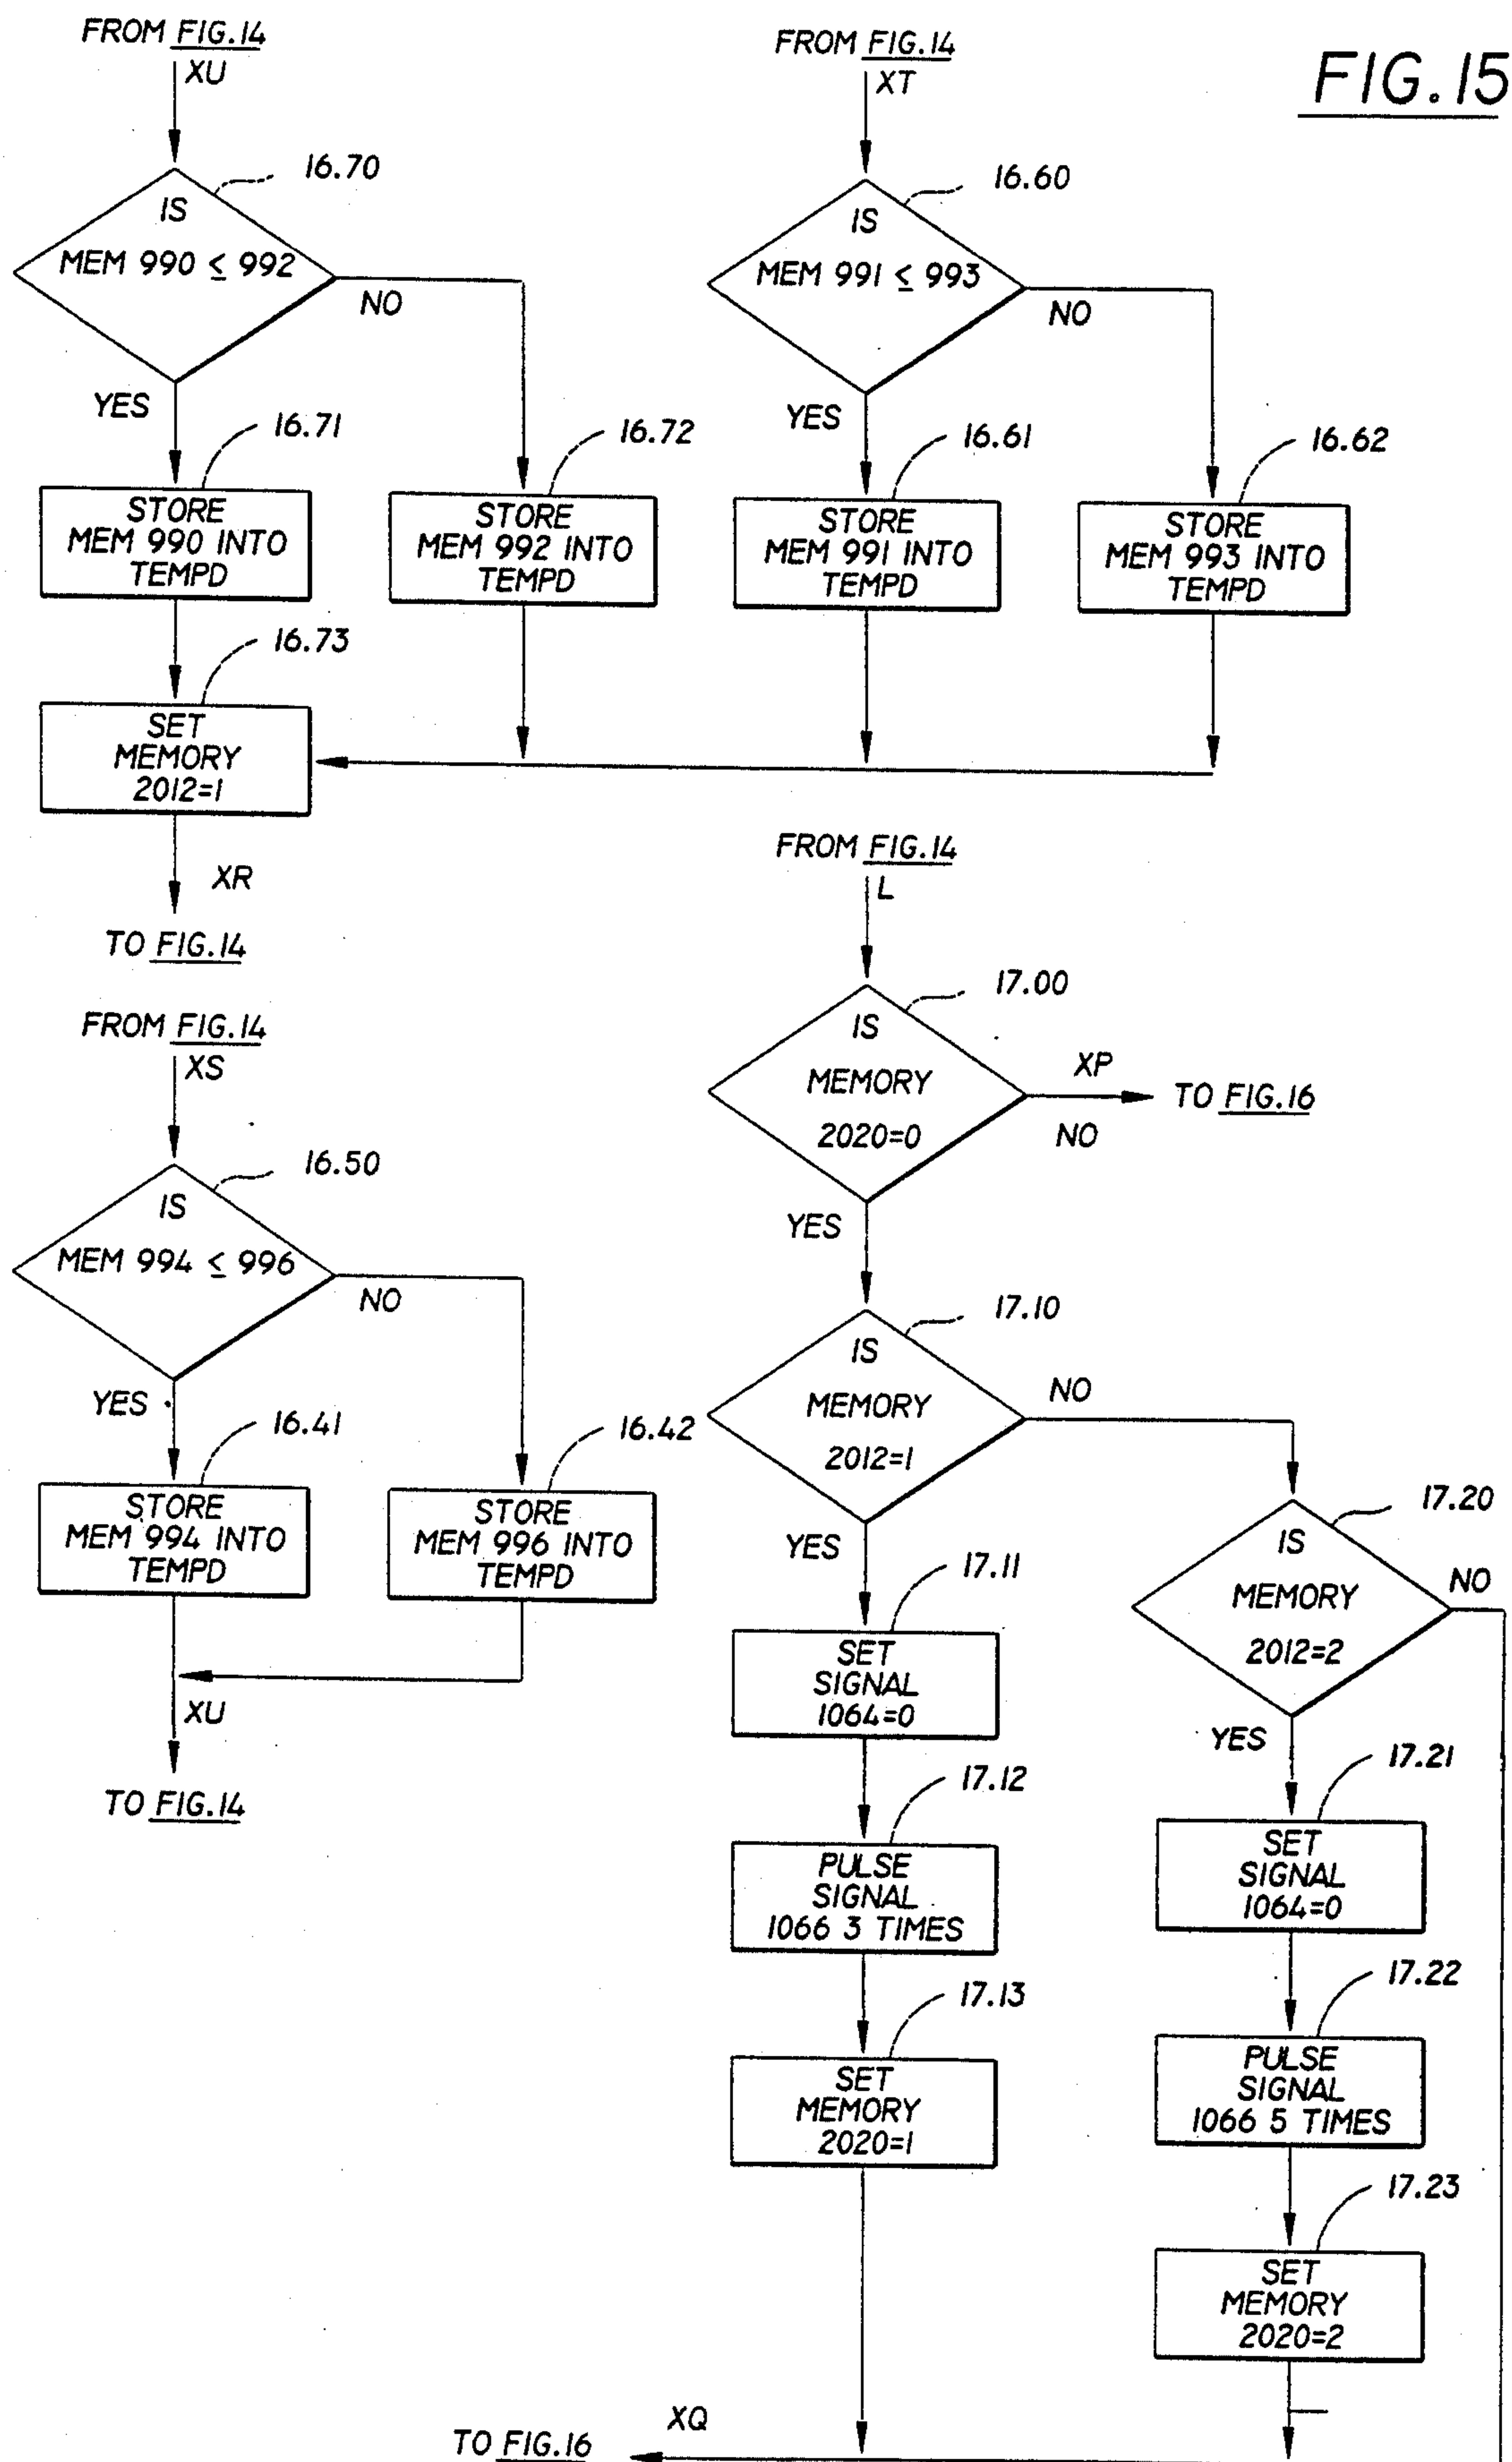 FIG. 15
FROM FIG. 14
XU
16.70
IS
MEM 990 ≤ 992
NO
YES
16.71
STORE
MEM 990 INTO
TEMPD
16.72
STORE
MEM 992 INTO
TEMPD
16.73
SET
MEMORY
2012=1
XR
TO FIG. 14
FROM FIG. 14
XT
16.60
IS
MEM 991 ≤ 993
NO
YES
16.61
STORE
MEM 991 INTO
TEMPD
16.62
STORE
MEM 993 INTO
TEMPD
FROM FIG. 14
XS
16.50
IS
MEM 994 ≤ 996
NO
YES
16.41
STORE
MEM 994 INTO
TEMPD
16.42
STORE
MEM 996 INTO
TEMPD
XU
TO FIG. 14
FROM FIG. 14
L
17.00
IS
MEMORY
2020=0
XP
TO FIG. 16
NO
YES
17.10
IS
MEMORY
2012=1
NO
YES
17.11
SET
SIGNAL
1064=0
17.12
PULSE
SIGNAL
1066 3 TIMES
17.13
SET
MEMORY
2020=1
17.20
IS
MEMORY
2012=2
NO
YES
17.21
SET
SIGNAL
1064=0
17.22
PULSE
SIGNAL
1066 5 TIMES
17.23
SET
MEMORY
2020=2
XQ
TO FIG. 16